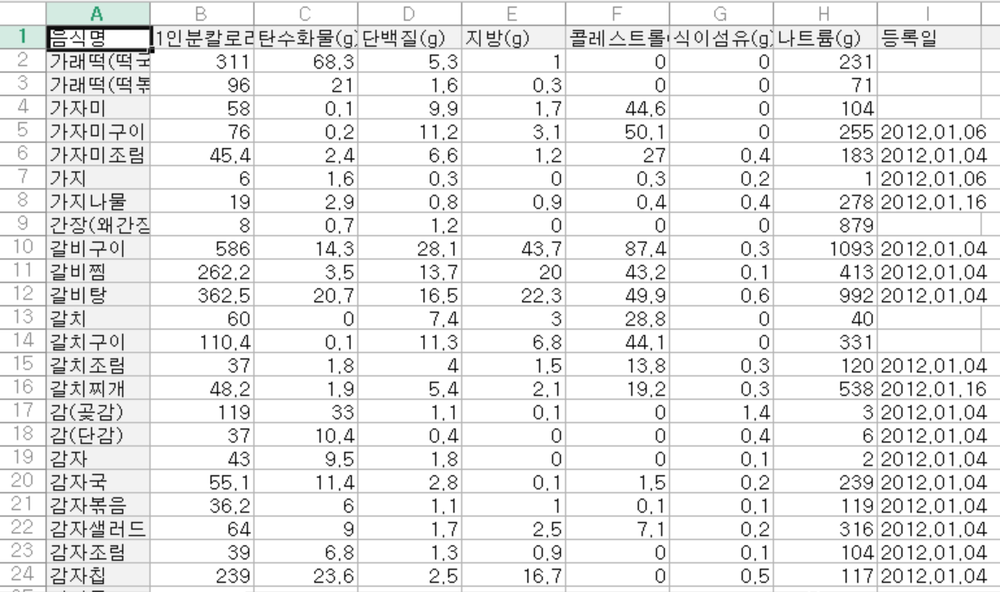 A B C D E F G H I
1 음식명 1인분칼로리 탄수화물(g) 단백질(g) 지방(g) 콜레스트롤 식이섬유(g) 나트륨(g) 등록일
2 가래떡(떡국 311 68.3 5.3 1 0 0 231
3 가래떡(떡볶 96 21 1.6 0.3 0 0 71
4 가자미 58 0.1 9.9 1.7 44.6 0 104
5 가자미구이 76 0.2 11.2 3.1 50.1 0 255 2012.01.06
6 가자미조림 45.4 2.4 6.6 1.2 27 0.4 183 2012.01.04
7 가지 6 1.6 0.3 0 0.3 0.2 1 2012.01.06
8 가지나물 19 2.9 0.8 0.9 0.4 0.4 278 2012.01.16
9 간장(왜간장 8 0.7 1.2 0 0 0 879
10 갈비구이 586 14.3 28.1 43.7 87.4 0.3 1093 2012.01.04
11 갈비찜 262.2 3.5 13.7 20 43.2 0.1 413 2012.01.04
12 갈비탕 362.5 20.7 16.5 22.3 49.9 0.6 992 2012.01.04
13 갈치 60 0 7.4 3 28.8 0 40
14 갈치구이 110.4 0.1 11.3 6.8 44.1 0 331
15 갈치조림 37 1.8 4 1.5 13.8 0.3 120 2012.01.04
16 갈치찌개 48.2 1.9 5.4 2.1 19.2 0.3 538 2012.01.16
17 감(곶감) 119 33 1.1 0.1 0 1.4 3 2012.01.04
18 감(단감) 37 10.4 0.4 0 0 0.4 6 2012.01.04
19 감자 43 9.5 1.8 0 0 0.1 2 2012.01.04
20 감자국 55.1 11.4 2.8 0.1 1.5 0.2 239 2012.01.04
21 감자볶음 36.2 6 1.1 1 0.1 0.1 119 2012.01.04
22 감자샐러드 64 9 1.7 2.5 7.1 0.2 316 2012.01.04
23 감자조림 39 6.8 1.3 0.9 0 0.1 104 2012.01.04
24 감자칩 239 23.6 2.5 16.7 0 0.5 117 2012.01.04